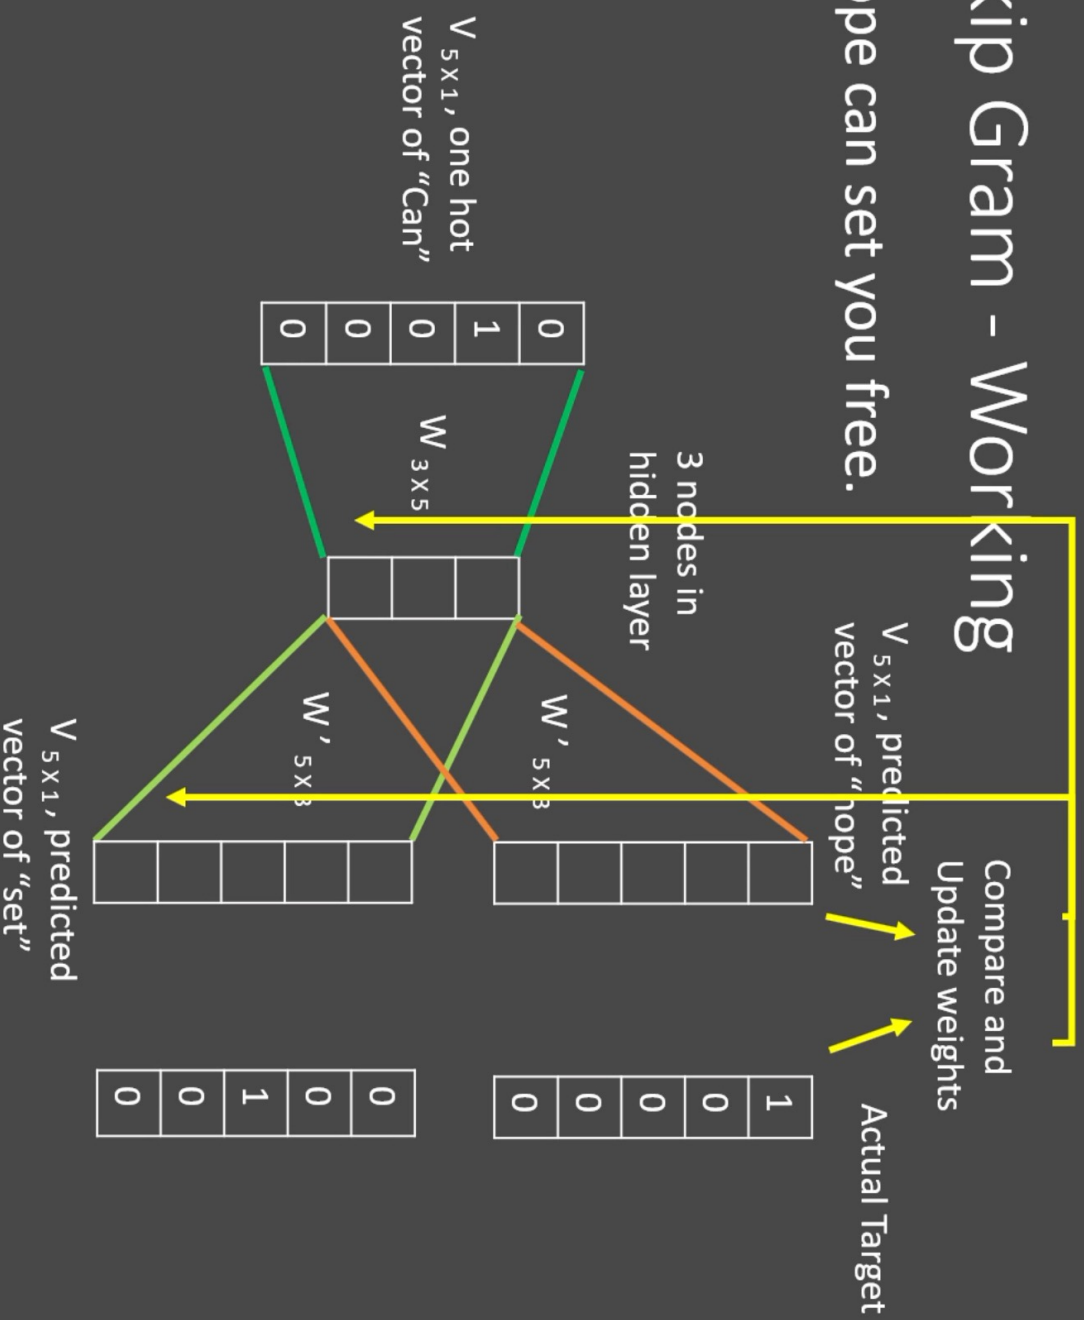 kip Gram - Working
ope can set you free.
3 nodes in
hidden layer
V 5 X 1 , predicted
vector of “hope”
Compare and
Update weights
Actual Target
V 5 X 1 , one hot
vector of “Can”
0
1
0
0
0
W 3 X 5
W’ 5 X 3
W’ 5 X 3
1
0
0
0
0
0
0
1
0
0
V 5 X 1 , predicted
vector of “set”